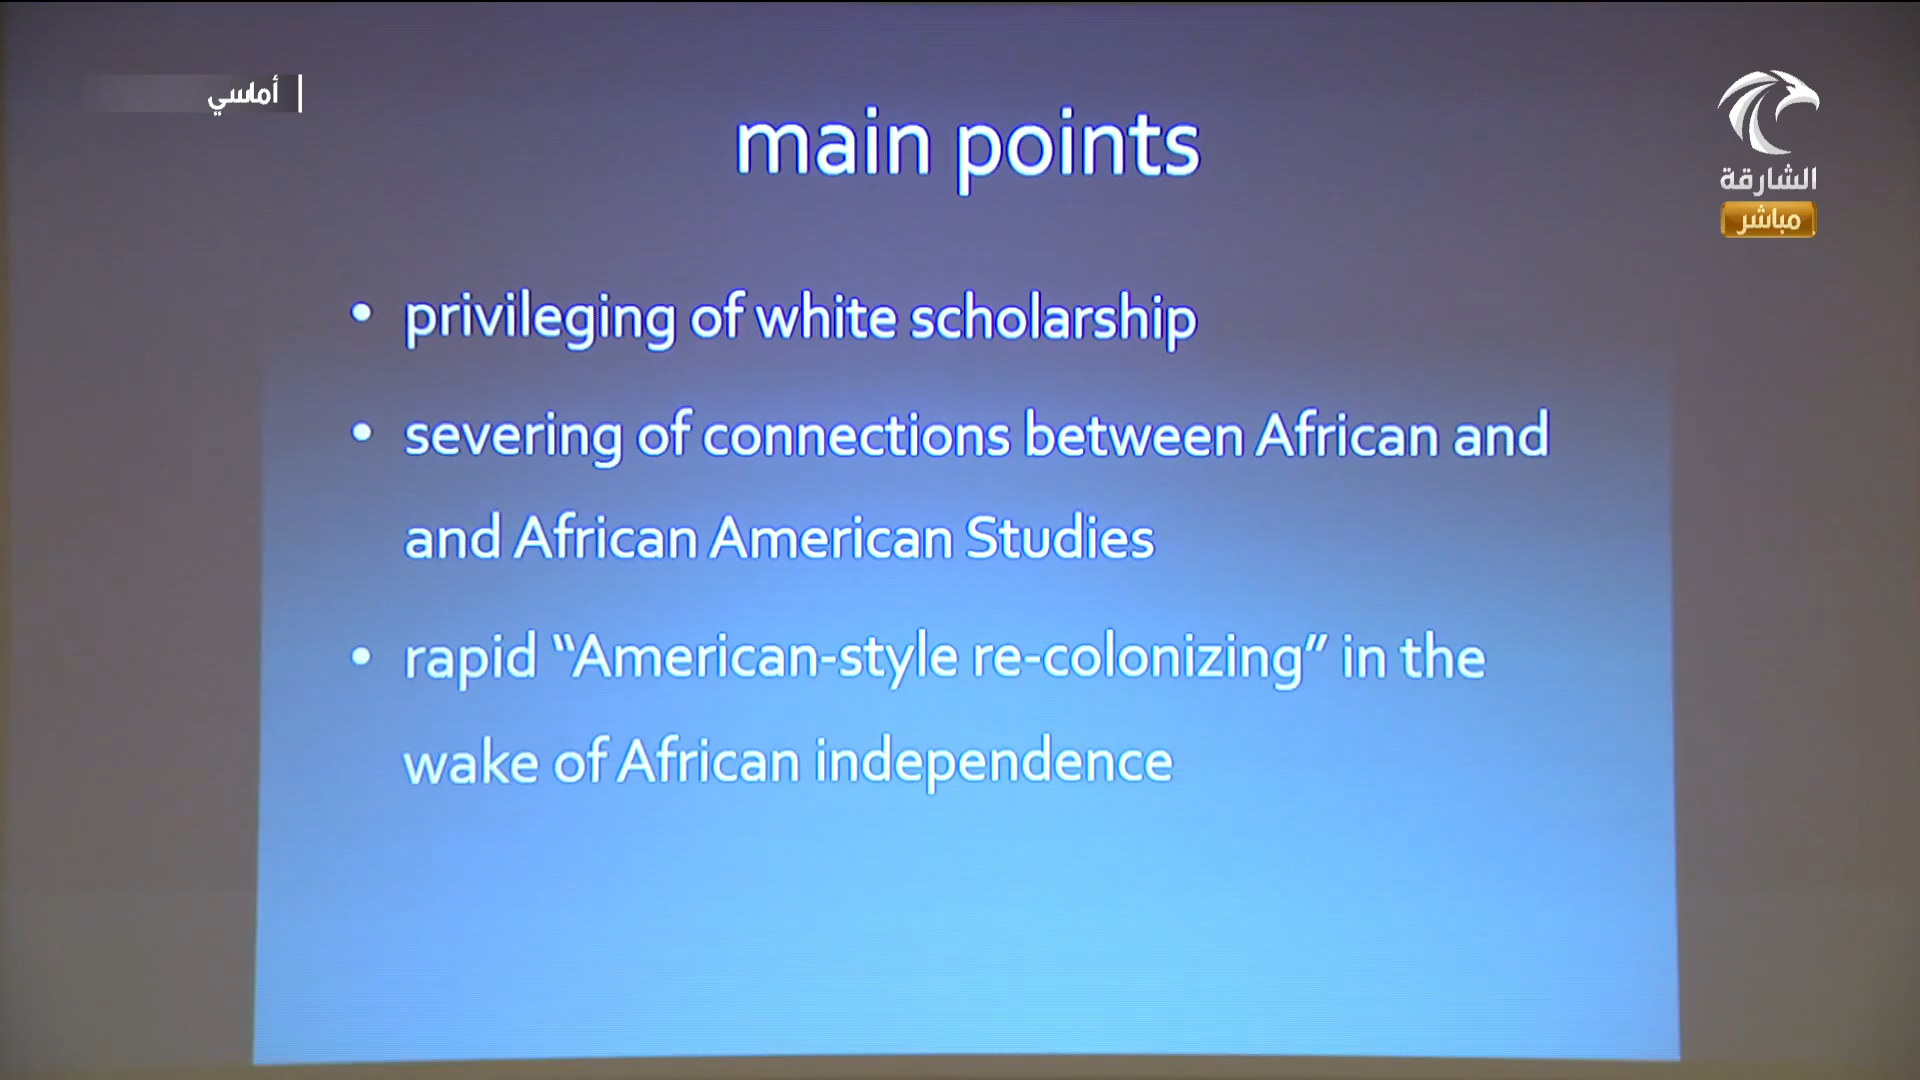 أماسي
الشارقة
مباشر
main points
• privileging of white scholarship
• severing of connections between African and
and African American Studies
• rapid “American-style re-colonizing” in the
wake of African independence